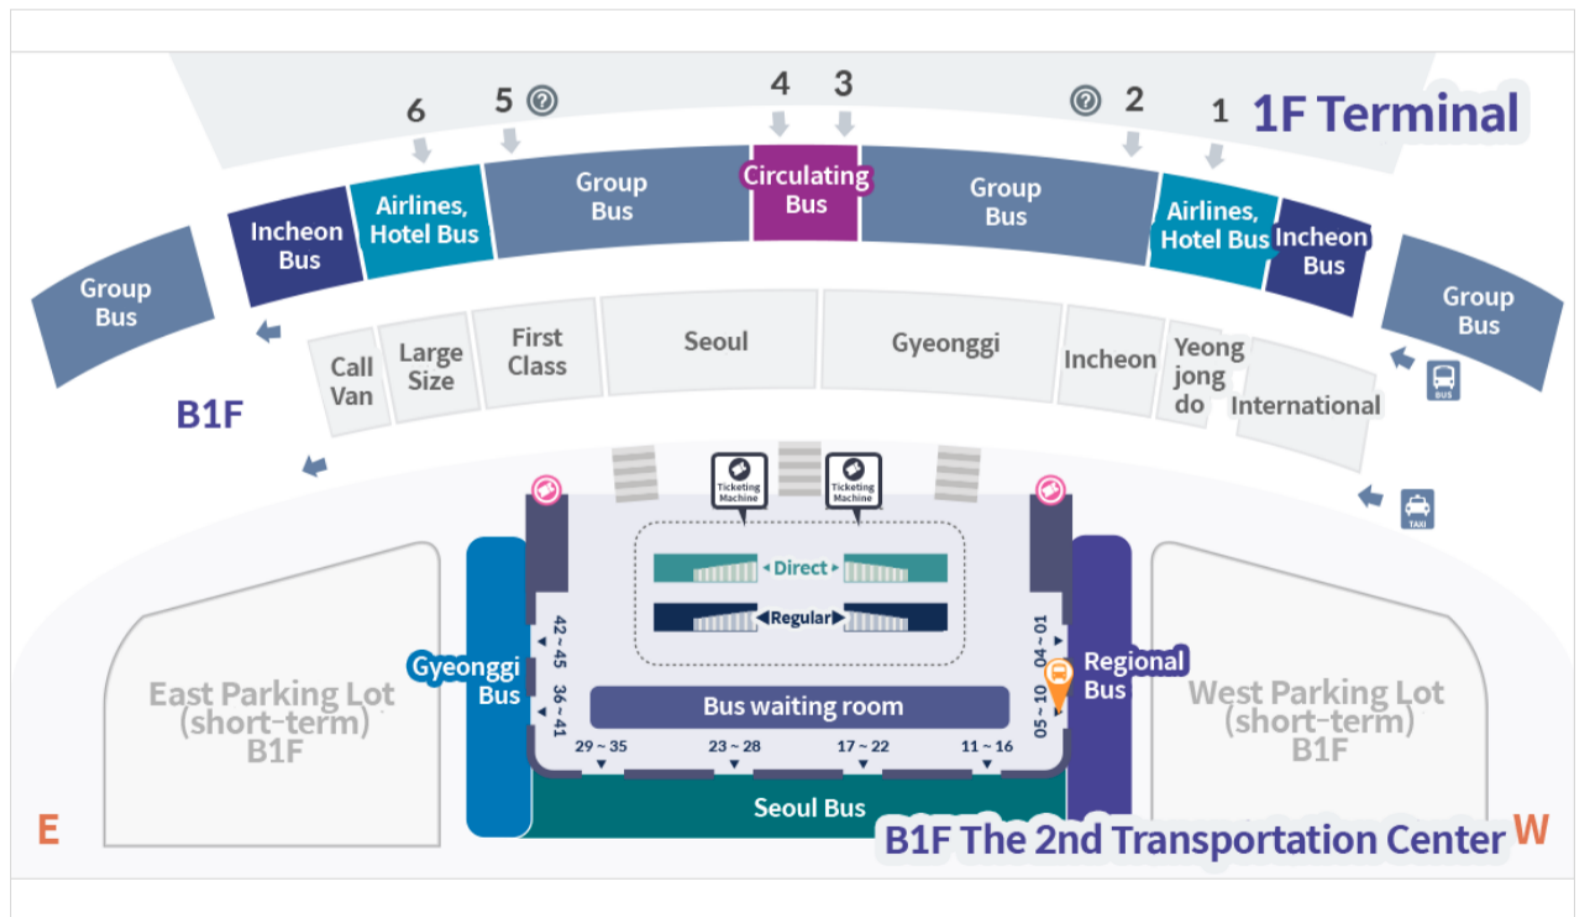 6
5
?
4
3
?
2
1
1F Terminal
Group
Bus
Incheon
Bus
Airlines,
Hotel Bus
Group
Bus
Circulating
Bus
Group
Bus
Airlines,
Hotel Bus
Incheon
Bus
Group
Bus
Call
Van
Large
Size
First
Class
Seoul
Gyeonggi
Incheon
Yeong
jong
do
International
BUS
B1F
TAXI
Ticketing
Machine
Ticketing
Machine
Direct
Regular
42 ~ 45
36 ~ 41
04 ~ 01
05 ~ 10
Gyeonggi
Bus
Bus waiting room
Regional
Bus
29 ~ 35
23 ~ 28
17 ~ 22
11 ~ 16
Seoul Bus
East Parking Lot
(short-term)
B1F
West Parking Lot
(short-term)
B1F
E
B1F The 2nd Transportation Center
W